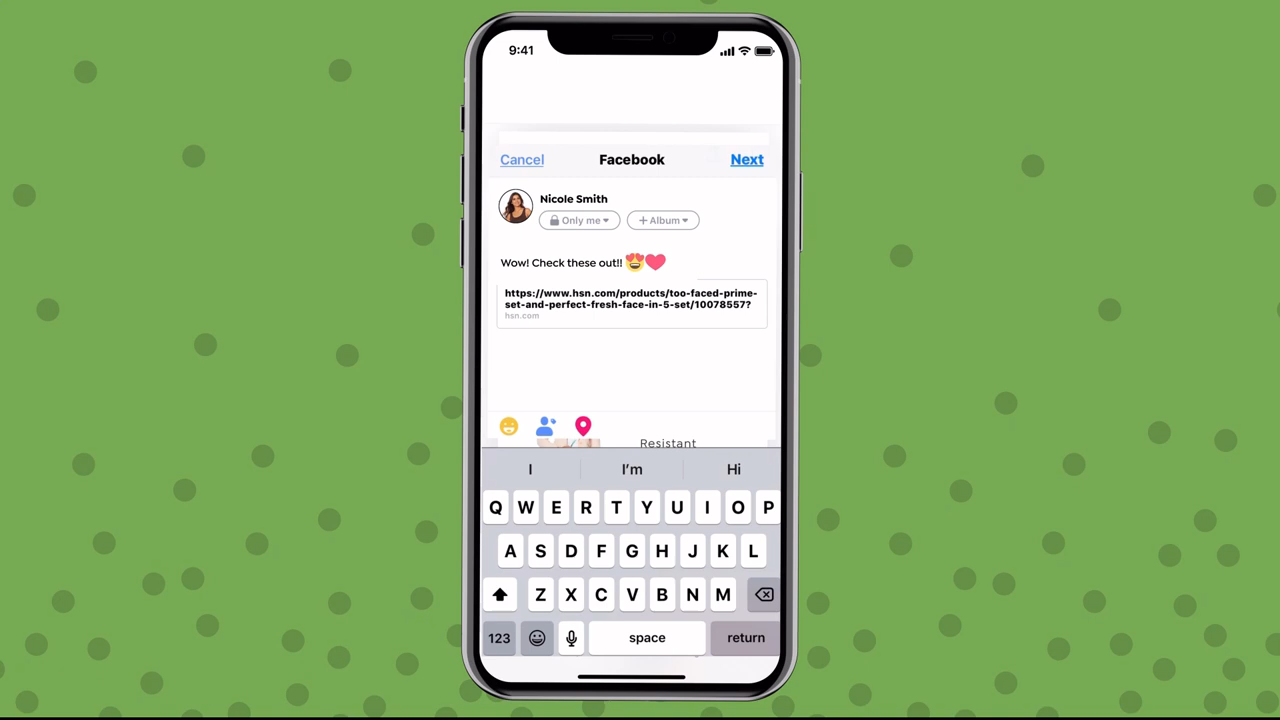 9:41
Cancel Facebook Next
Nicole Smith
Only me + Album
Wow! Check these out!! 😍❤️
https://www.hsn.com/products/too-faced-prime-
set-and-perfect-fresh-face-in-5-set/10078557?
hsn.com
Resistant
I I'm Hi
Q W E R T Y U I O P
A S D F G H J K L
Z X C V B N M
123 space return